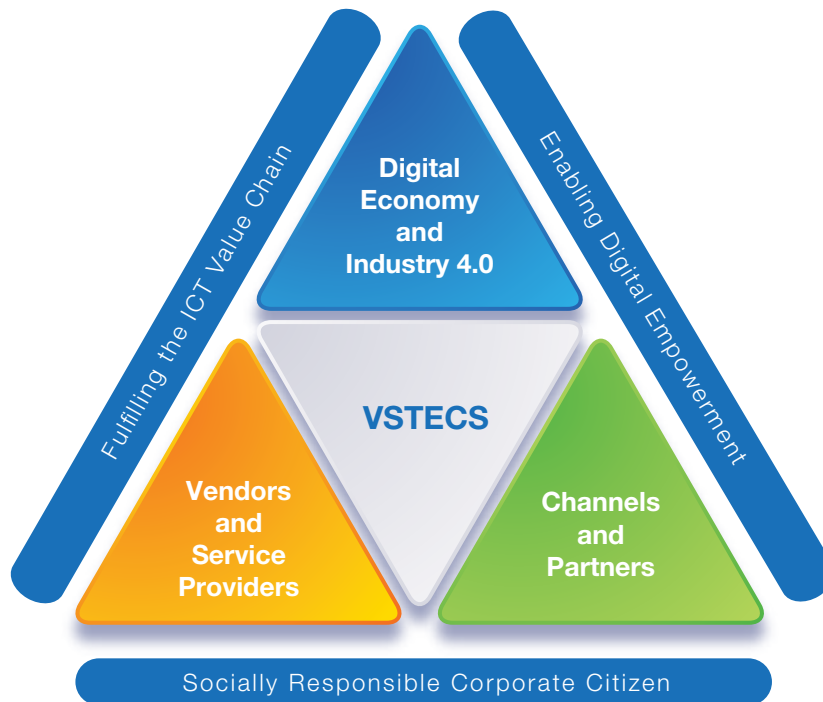 Fulfilling the ICT Value Chain
Enabling Digital Empowerment
Digital
Economy
and
Industry 4.0
VSTECS
Vendors
and
Service
Providers
Channels
and
Partners
Socially Responsible Corporate Citizen